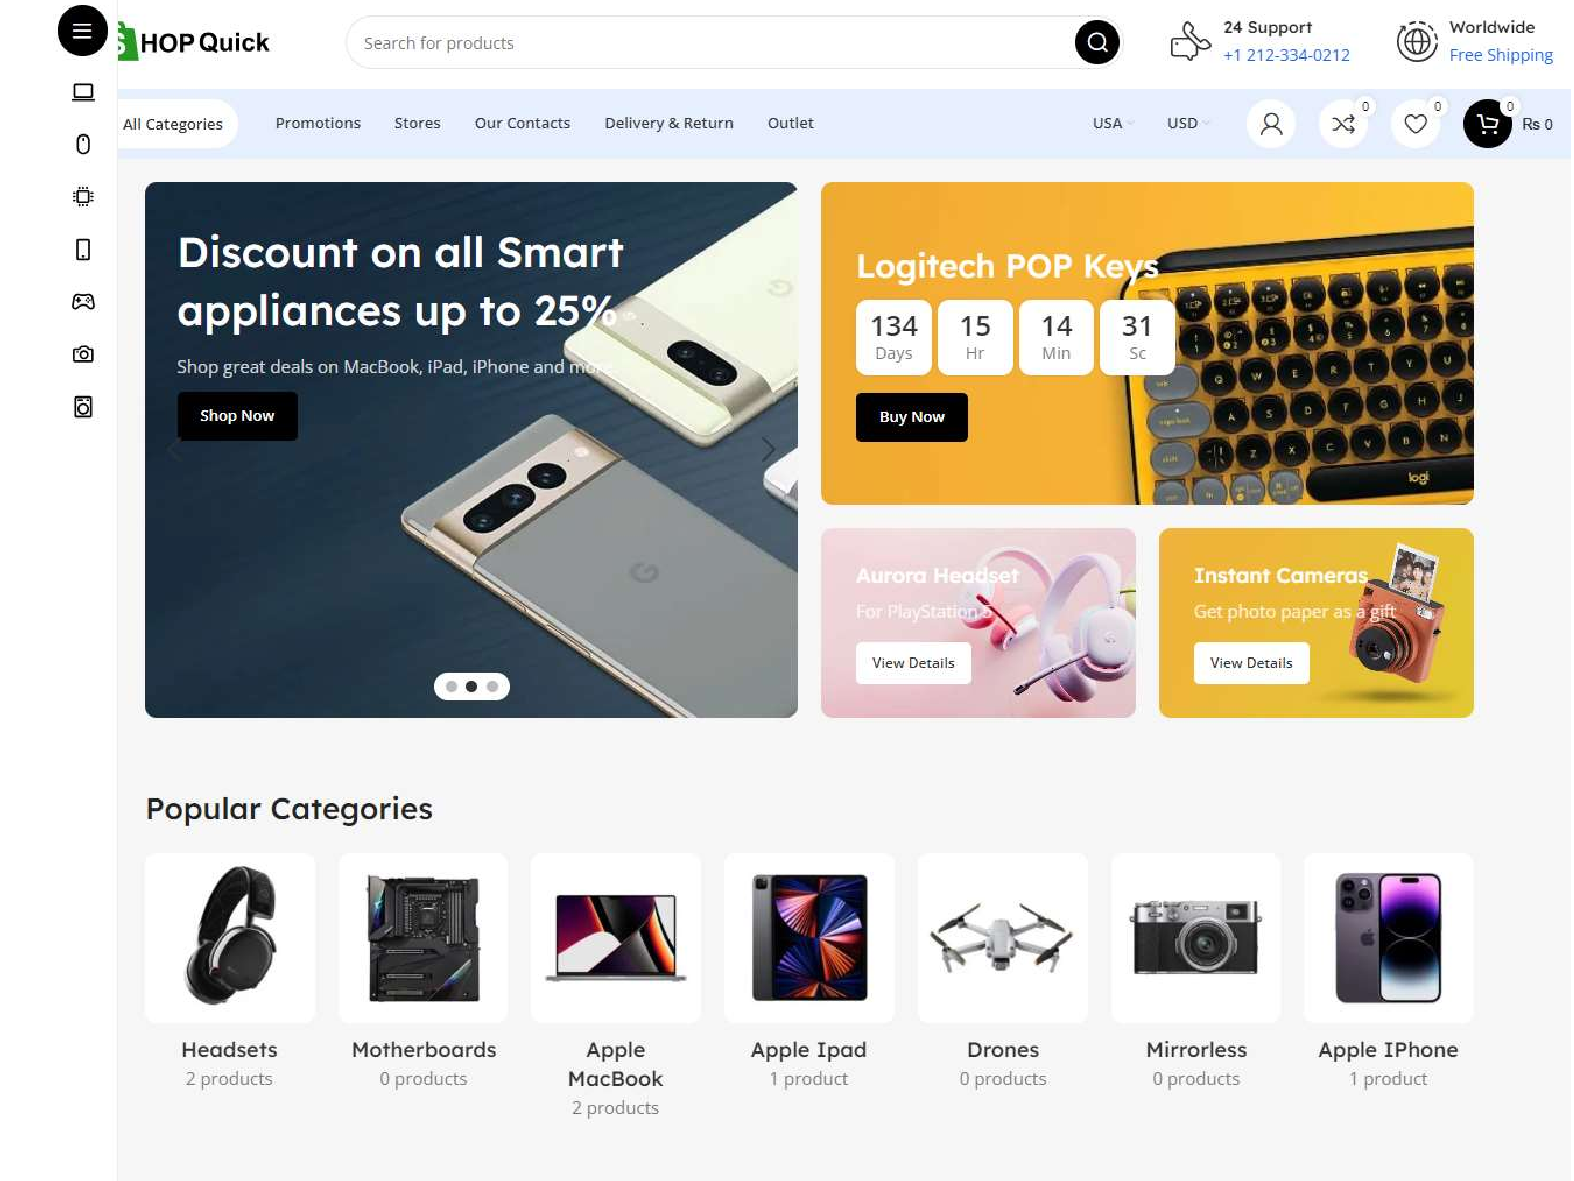 SHOP Quick
Search for products
24 Support
+1 212-334-0212
Worldwide
Free Shipping
All Categories
Promotions
Stores
Our Contacts
Delivery & Return
Outlet
USA
USD
0
0
0
Rs 0
Discount on all Smart
appliances up to 25%
Shop great deals on MacBook, iPad, iPhone and more
Shop Now
Logitech POP Keys
134
15
14
31
Days
Hr
Min
Sc
Buy Now
logi
Aurora Headset
For PlayStation 5
View Details
Instant Cameras
Get photo paper as a gift
View Details
Popular Categories
Headsets
2 products
Motherboards
0 products
Apple
MacBook
2 products
Apple Ipad
1 product
Drones
0 products
Mirrorless
0 products
Apple IPhone
1 product